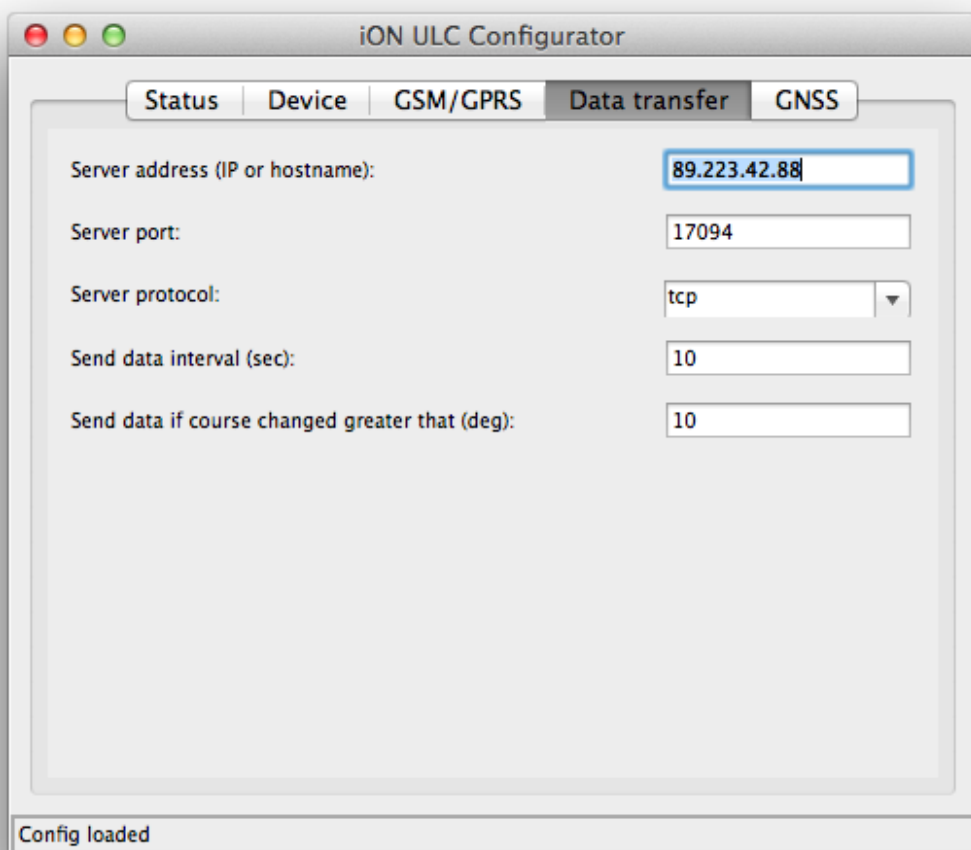 iON ULC Configurator
Status Device GSM/GPRS Data transfer GNSS
Server address (IP or hostname): 89.223.42.88
Server port: 17094
Server protocol: tcp
Send data interval (sec): 10
Send data if course changed greater that (deg): 10
Config loaded